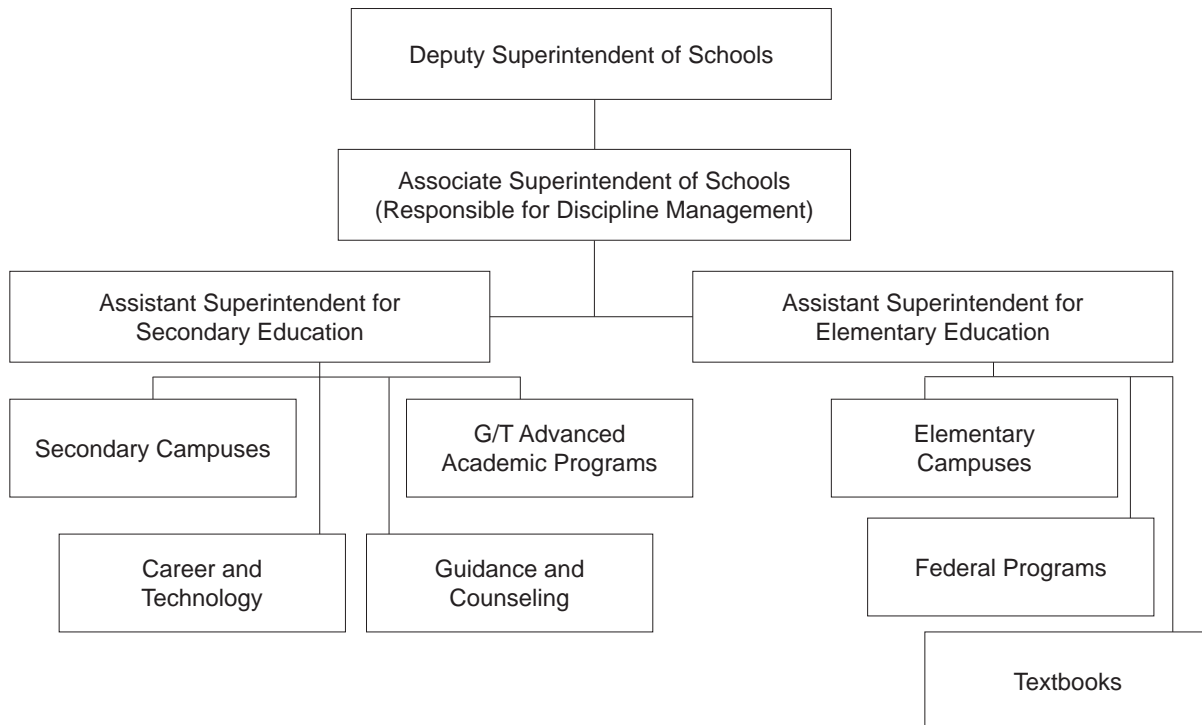 Deputy Superintendent of Schools
Associate Superintendent of Schools
(Responsible for Discipline Management)
Assistant Superintendent for
Secondary Education
Assistant Superintendent for
Elementary Education
Secondary Campuses
G/T Advanced
Academic Programs
Elementary
Campuses
Career and
Technology
Guidance and
Counseling
Federal Programs
Textbooks